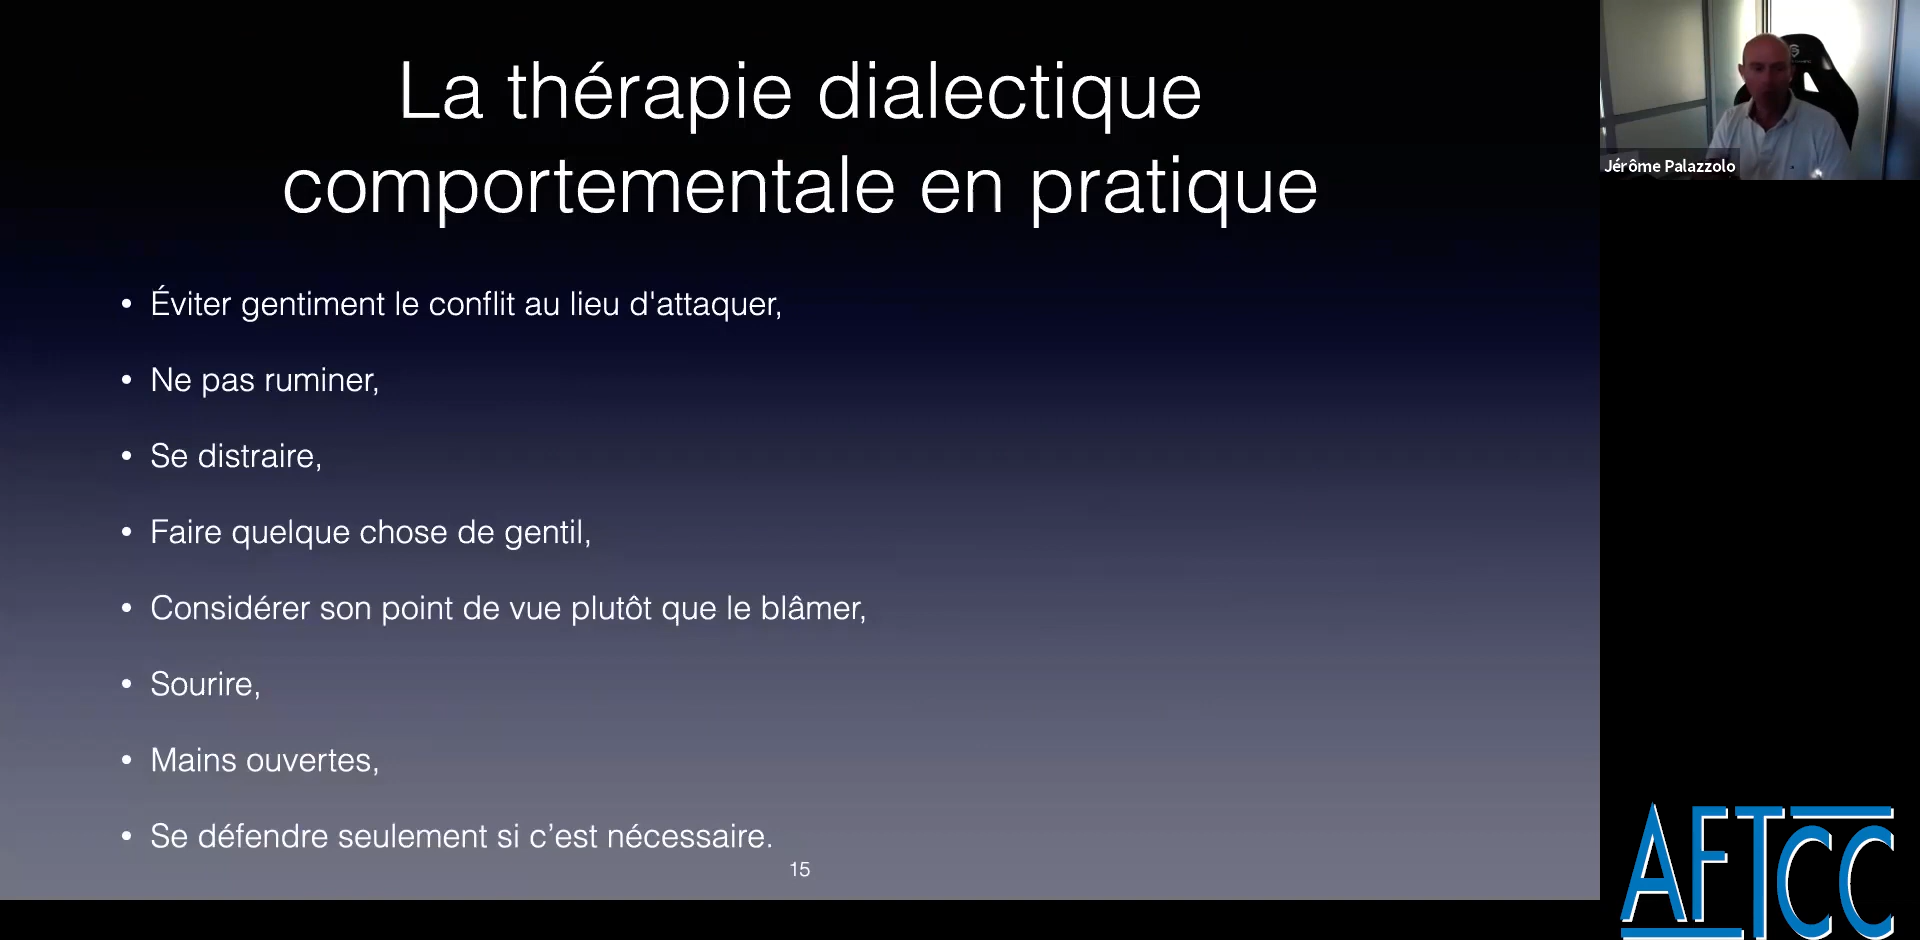 La thérapie dialectique
comportementale en pratique
• Éviter gentiment le conflit au lieu d'attaquer,
• Ne pas ruminer,
• Se distraire,
• Faire quelque chose de gentil,
• Considérer son point de vue plutôt que le blâmer,
• Sourire,
• Mains ouvertes,
• Se défendre seulement si c’est nécessaire.
15
Jérôme Palazzolo
AFTCC